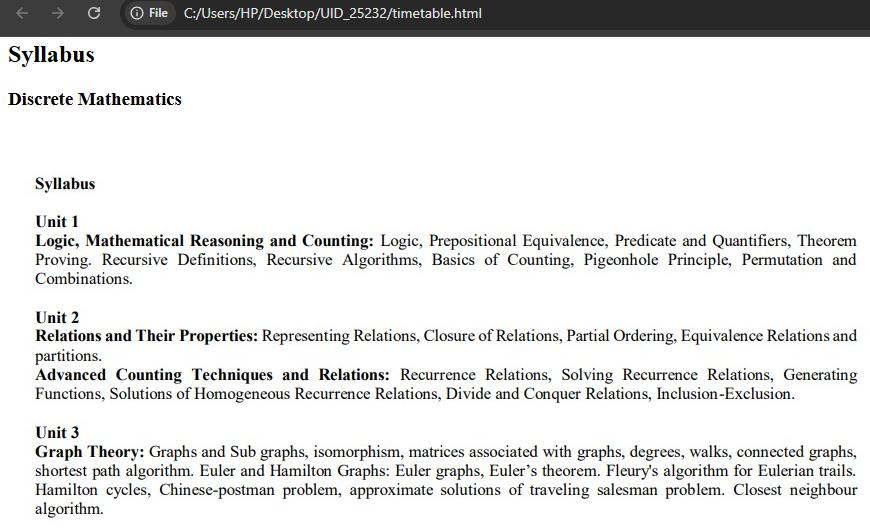 File C:/Users/HP/Desktop/UID_25232/timetable.html
Syllabus
Discrete Mathematics
Syllabus
Unit 1
Logic, Mathematical Reasoning and Counting: Logic, Prepositional Equivalence, Predicate and Quantifiers, Theorem
Proving. Recursive Definitions, Recursive Algorithms, Basics of Counting, Pigeonhole Principle, Permutation and
Combinations.
Unit 2
Relations and Their Properties: Representing Relations, Closure of Relations, Partial Ordering, Equivalence Relations and
partitions.
Advanced Counting Techniques and Relations: Recurrence Relations, Solving Recurrence Relations, Generating
Functions, Solutions of Homogeneous Recurrence Relations, Divide and Conquer Relations, Inclusion-Exclusion.
Unit 3
Graph Theory: Graphs and Sub graphs, isomorphism, matrices associated with graphs, degrees, walks, connected graphs,
shortest path algorithm. Euler and Hamilton Graphs: Euler graphs, Euler’s theorem. Fleury's algorithm for Eulerian trails.
Hamilton cycles, Chinese-postman problem, approximate solutions of traveling salesman problem. Closest neighbour
algorithm.